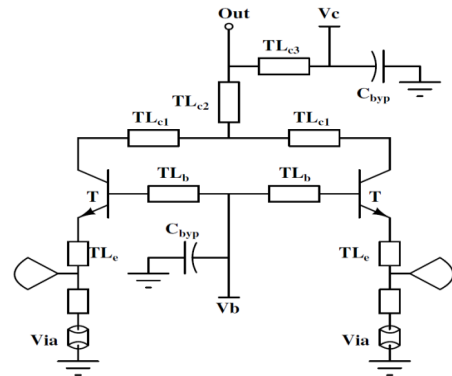 Out
Vc
TLc3
Cbyp
TLc2
TLc1
TLc1
TLb
TLb
T
T
Cbyp
TLe
TLe
Vb
Via
Via